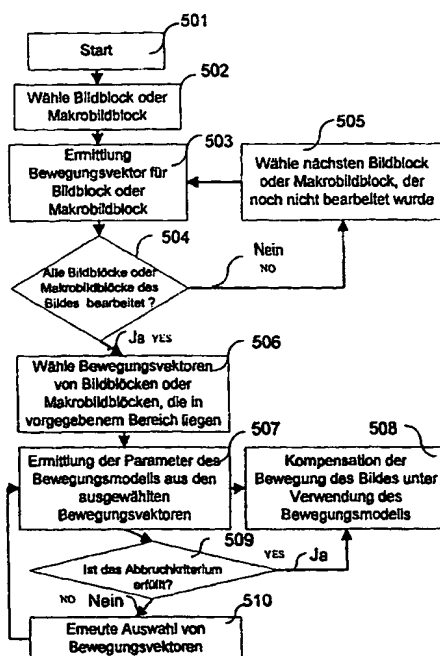 501
Start
502
Wähle Bildblock oder
Makrobildblock
503
Ermittlung
Bewegungsvektor für
Bildblock oder
Makrobildblock
505
Wähle nächsten Bildblock
oder Makrobildblock, der
noch nicht bearbeitet wurde
504
Alle Bildblöcke oder
Makrobildblöcke des
Bildes bearbeitet ?
Nein
NO
Ja YES
506
Wähle Bewegungsvektoren
von Bildblöcken oder
Makrobildblöcken, die in
vorgegebenem Bereich liegen
507
Ermittlung der Parameter des
Bewegungsmodells aus den
ausgewählten
Bewegungsvektoren
508
Kompensation der
Bewegung des Bildes unter
Verwendung des
Bewegungsmodells
509
Ist das Abbruchkriterium
erfüllt?
YES
Ja
NO Nein
510
Erneute Auswahl von
Bewegungsvektoren